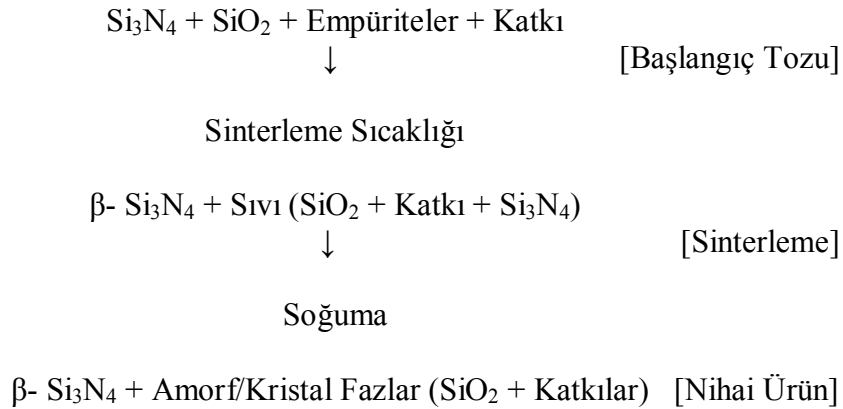 Si₃N₄ + SiO₂ + Empüriteler + Katkı
↓ [Başlangıç Tozu]
Sinterleme Sıcaklığı
β- Si₃N₄ + Sıvı (SiO₂ + Katkı + Si₃N₄)
↓ [Sinterleme]
Soğuma
β- Si₃N₄ + Amorf/Kristal Fazlar (SiO₂ + Katkılar) [Nihai Ürün]